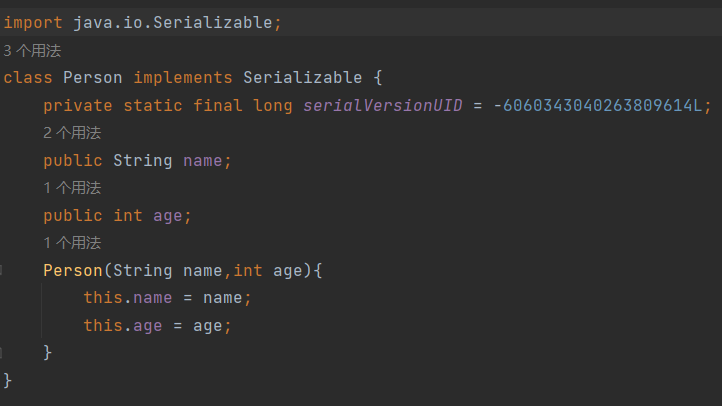 import java.io.Serializable;
3 个用法
class Person implements Serializable {
    private static final long serialVersionUID = -6060343040263809614L;
    2 个用法
    public String name;
    1 个用法
    public int age;
    1 个用法
    Person(String name,int age){
        this.name = name;
        this.age = age;
    }
}